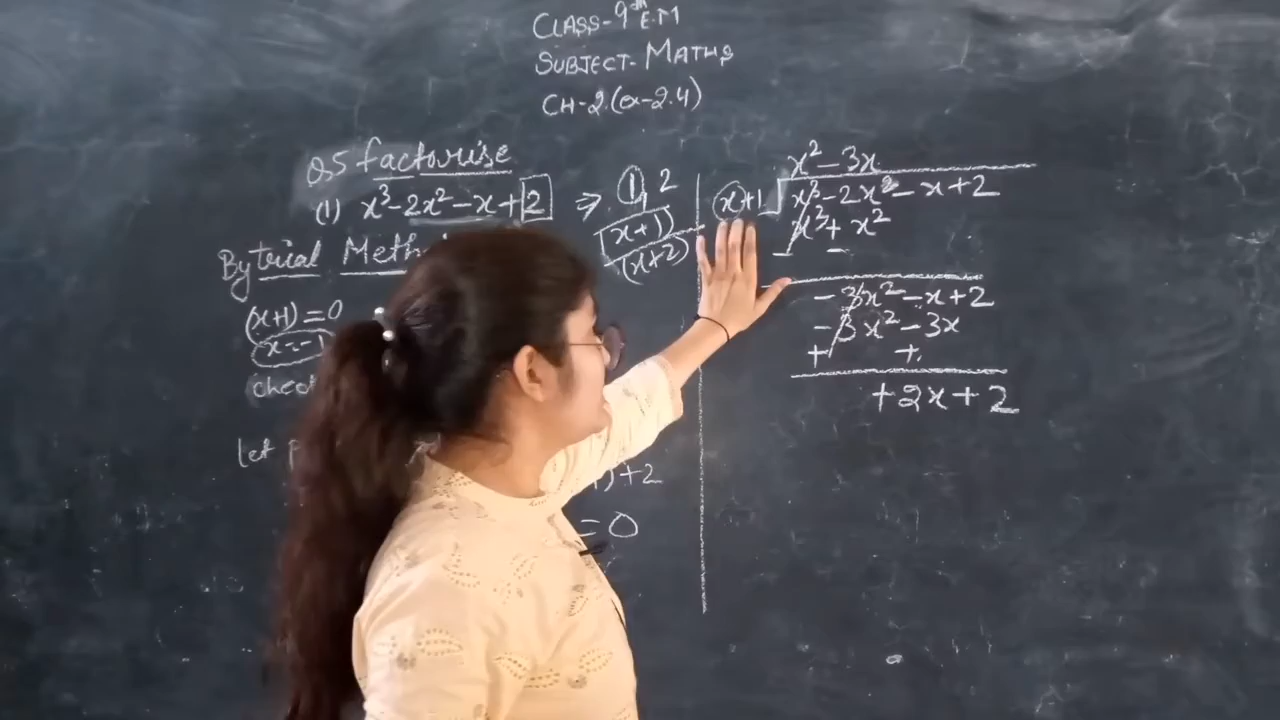 CLASS-9th E.M
SUBJECT-MATHS
CH-2.(ex-2.4)
Q5 factorise
(1) x³-2x²-x+2 ⇒ 1, 2
(x+1)
(x+2)
By trial Meth
(x+1)=0
x=-1
chec
let p
)+2
=0
x²-3x
x+1 x³-2x²-x+2
x³+x²
- -
-3x²-x+2
-3x²-3x
+ +
+2x+2